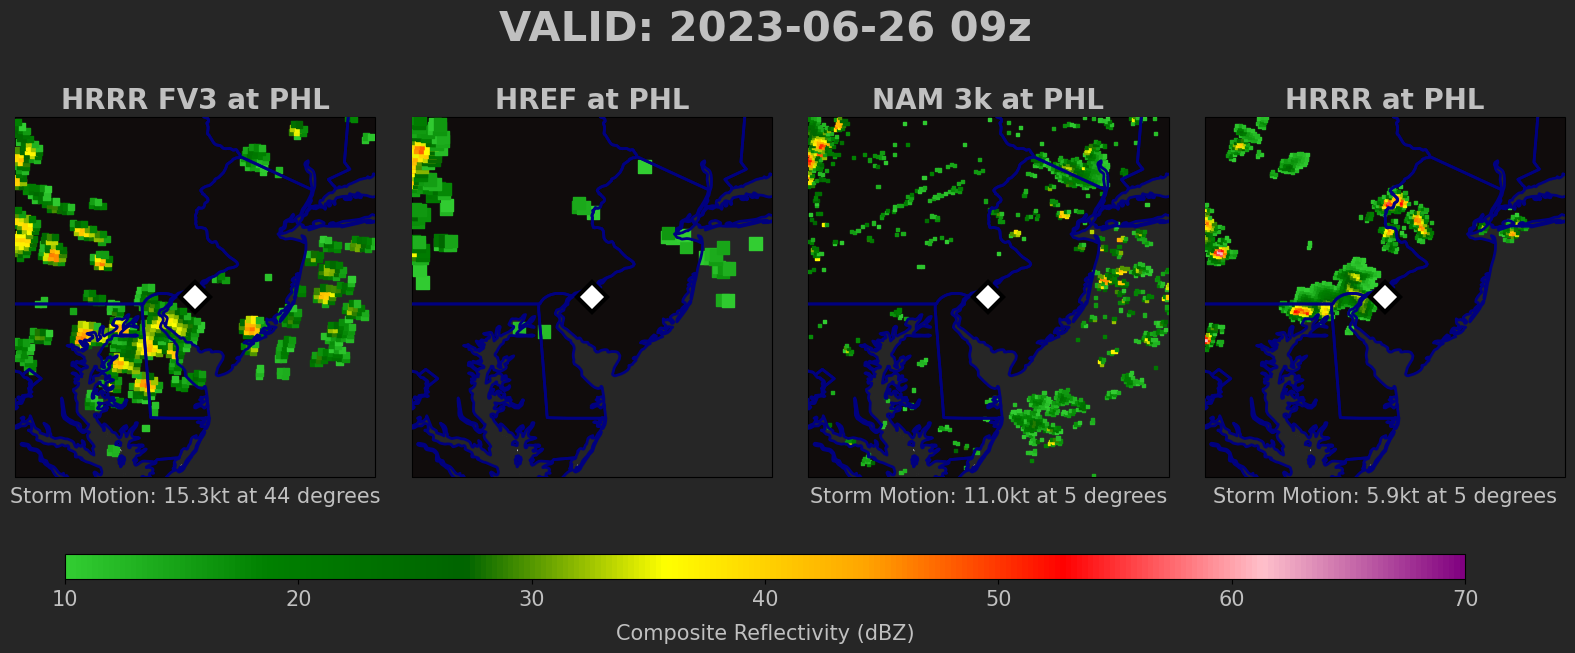 VALID: 2023-06-26 09z
HRRR FV3 at PHL
HREF at PHL
NAM 3k at PHL
HRRR at PHL
Storm Motion: 15.3kt at 44 degrees
Storm Motion: 11.0kt at 5 degrees
Storm Motion: 5.9kt at 5 degrees
10 20 30 40 50 60 70
Composite Reflectivity (dBZ)